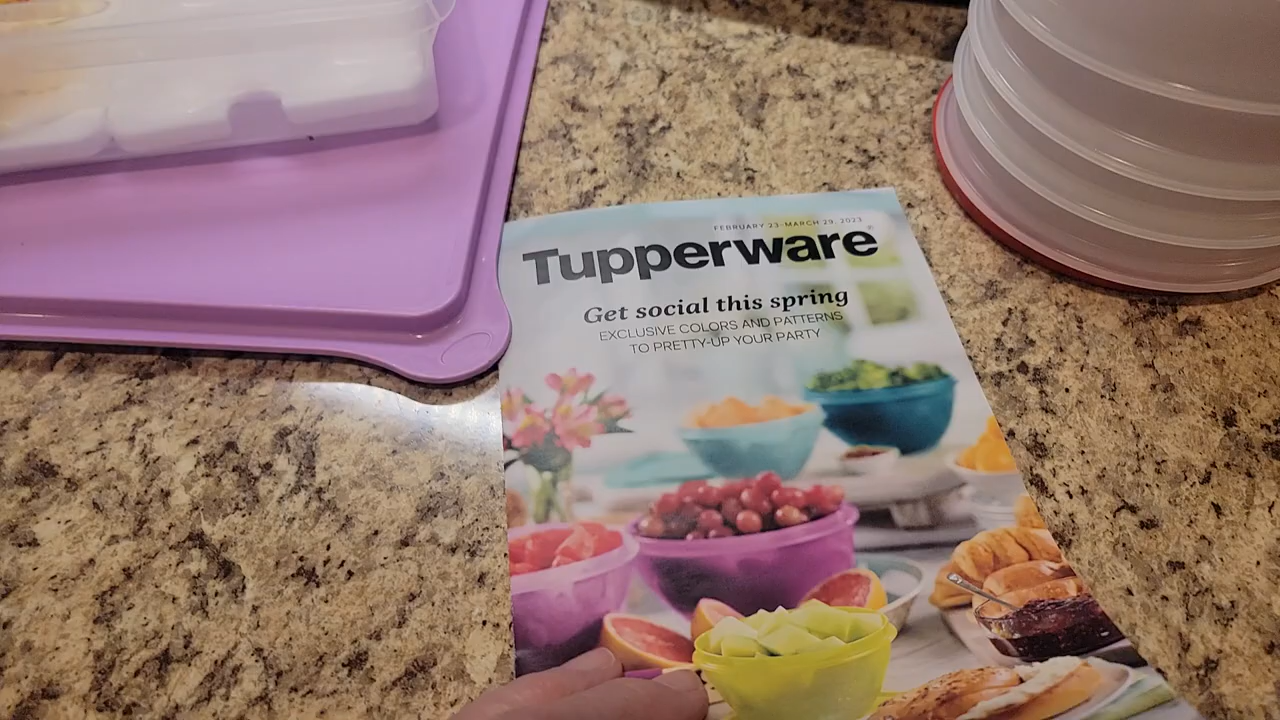 FEBRUARY 23-MARCH 29, 2023
Tupperware®
Get social this spring
EXCLUSIVE COLORS AND PATTERNS
TO PRETTY-UP YOUR PARTY